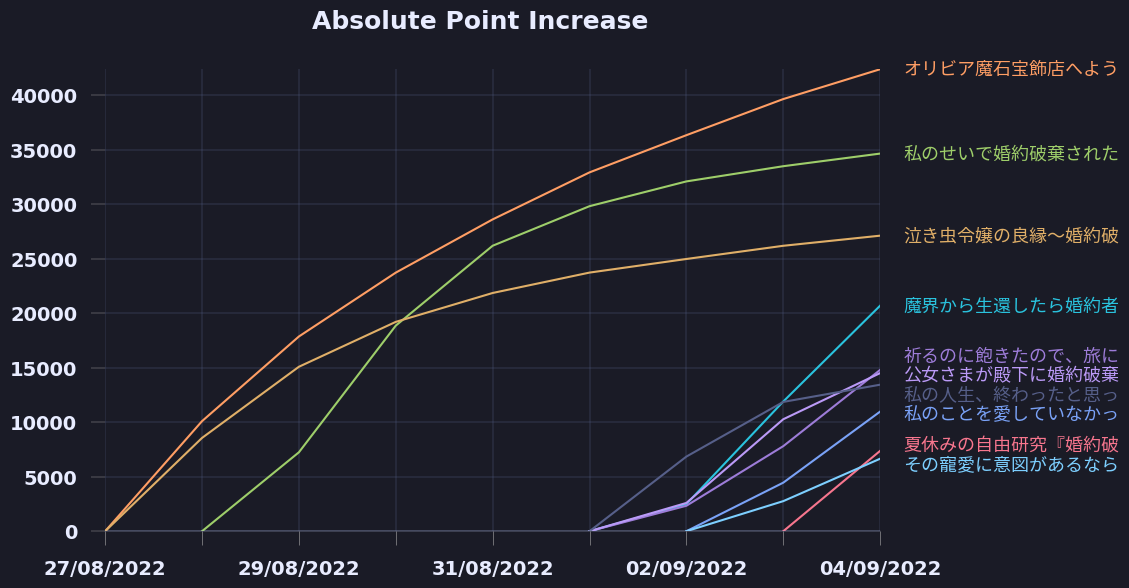 Absolute Point Increase
40000
35000
30000
25000
20000
15000
10000
5000
0
27/08/2022
29/08/2022
31/08/2022
02/09/2022
04/09/2022
オリビア魔石宝飾店へよう
私のせいで婚約破棄された
泣き虫令嬢の良縁～婚約破
魔界から生還したら婚約者
祈るのに飽きたので、旅に
公女さまが殿下に婚約破棄
私の人生、終わったと思っ
私のことを愛していなかっ
夏休みの自由研究『婚約破
その寵愛に意図があるなら